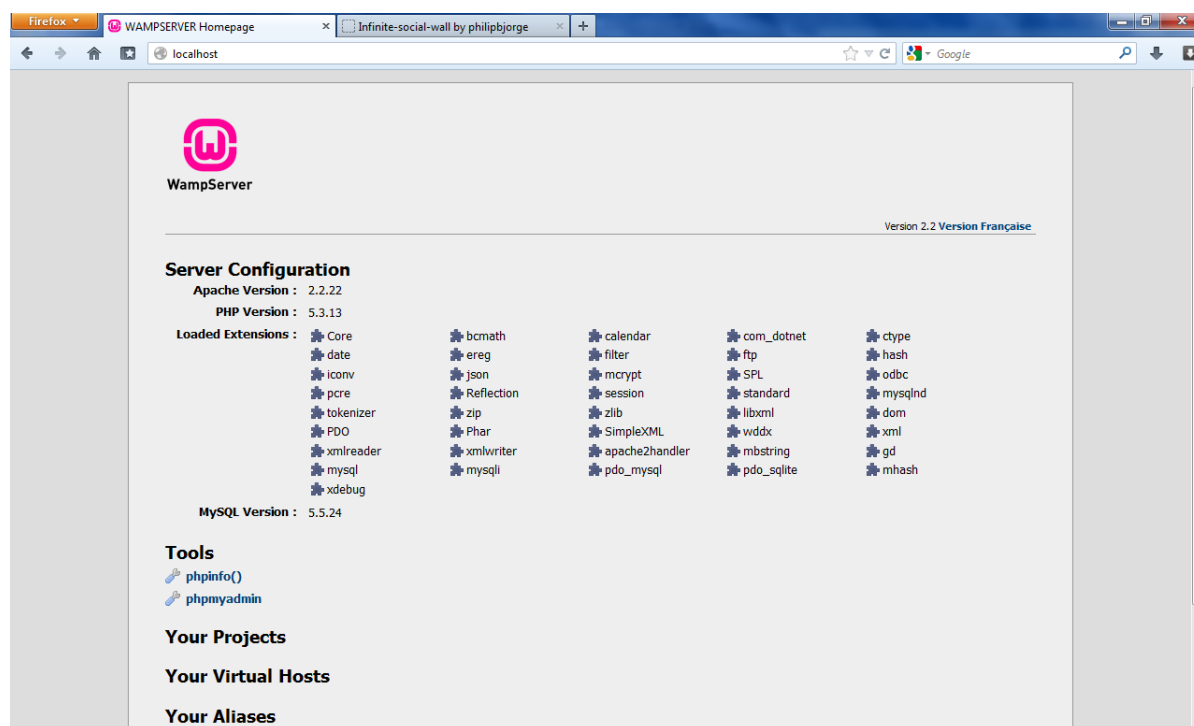 Firefox
WAMPSERVER Homepage
Infinite-social-wall by philipbjorge
localhost
Google
WampServer
Version 2.2 Version Française
Server Configuration
Apache Version : 2.2.22
PHP Version : 5.3.13
Loaded Extensions : Core bcmath calendar com_dotnet ctype
date ereg filter ftp hash
iconv json mcrypt SPL odbc
pcre Reflection session standard mysqlnd
tokenizer zip zlib libxml dom
PDO Phar SimpleXML wddx xml
xmlreader xmlwriter apache2handler mbstring gd
mysql mysqli pdo_mysql pdo_sqlite mhash
xdebug
MySQL Version : 5.5.24
Tools
phpinfo()
phpmyadmin
Your Projects
Your Virtual Hosts
Your Aliases